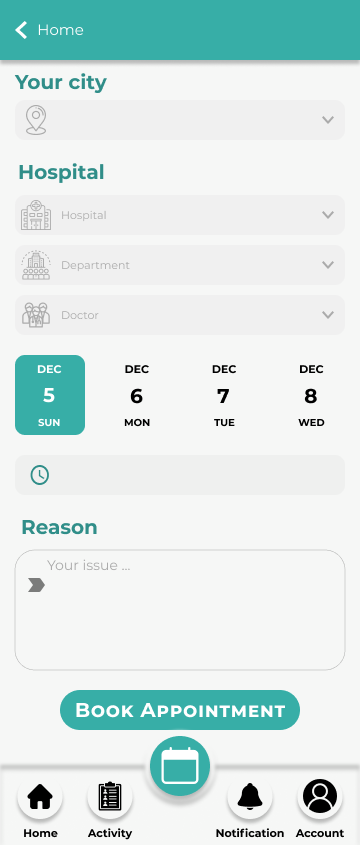 Home
Your city
Hospital
Hospital
Department
Doctor
DEC DEC DEC DEC
5 6 7 8
SUN MON TUE WED
Reason
Your issue ...
BOOK APPOINTMENT
Home Activity Notification Account